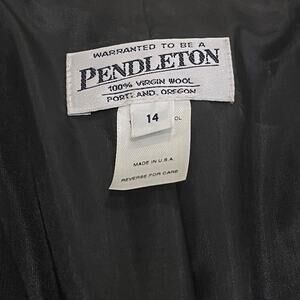 WARRANTED TO BE A
PENDLETON
100% VIRGIN WOOL
PORTLAND, OREGON
14
MADE IN U.S.A.
REVERSE FOR CARE